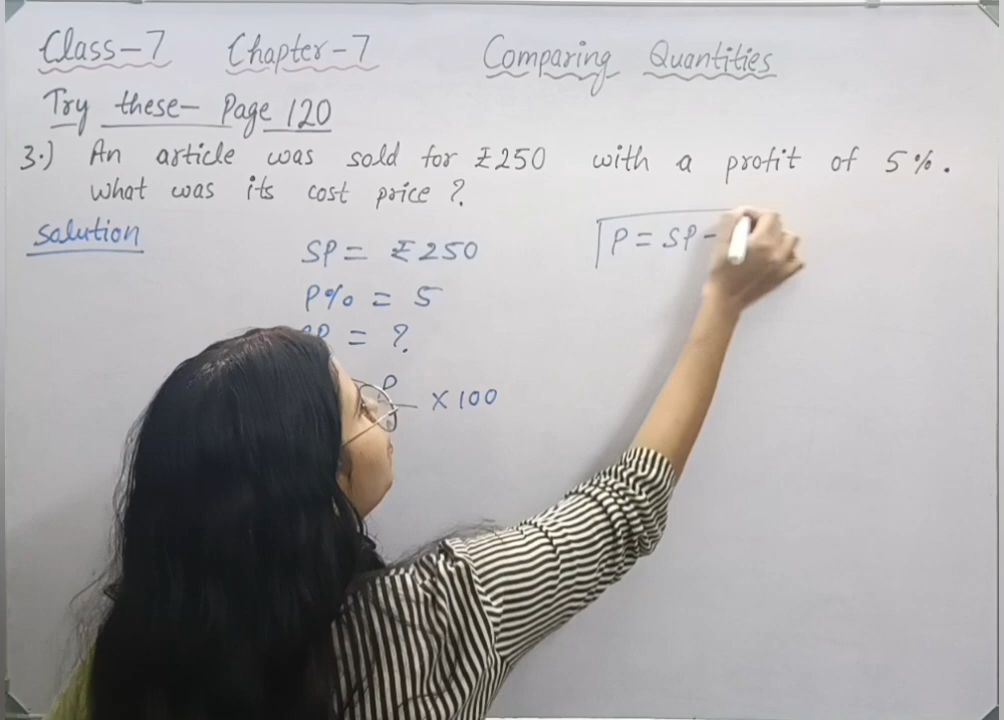 Class-7 Chapter-7 Comparing Quantities
Try these- Page 120
3.) An article was sold for ₹250 with a profit of 5%.
what was its cost price ?
solution
SP = ₹250
P = SP -
P% = 5
= ?
P
× 100